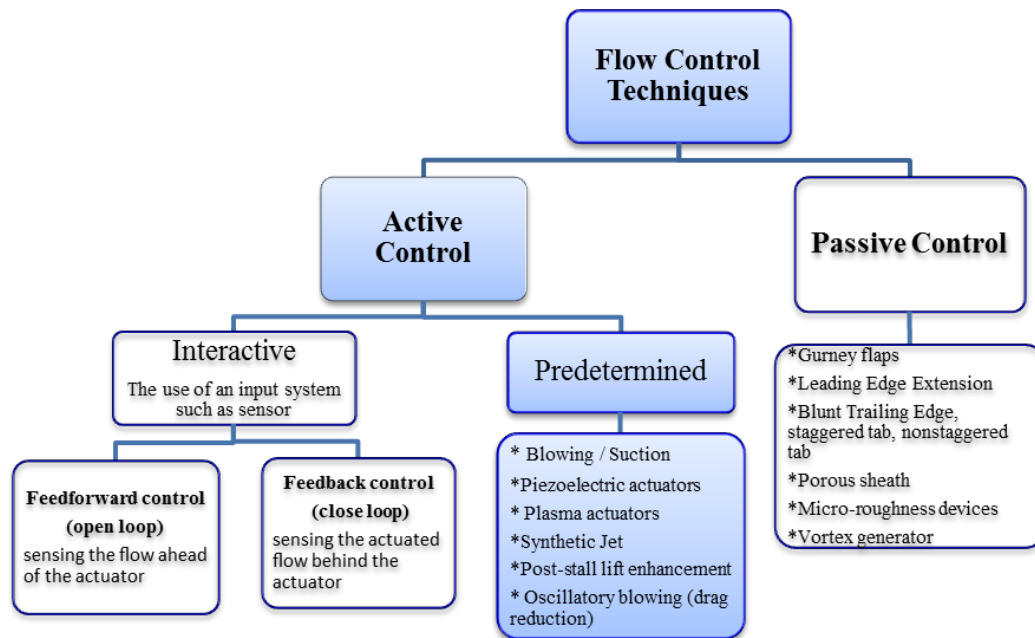 Flow Control
Techniques
Active
Control
Passive Control
Interactive
The use of an input system
such as sensor
Predetermined
*Gurney flaps
*Leading Edge Extension
*Blunt Trailing Edge,
staggered tab, nonstaggered
tab
*Porous sheath
*Micro-roughness devices
*Vortex generator
Feedforward control
(open loop)
sensing the flow ahead
of the actuator
Feedback control
(close loop)
sensing the actuated
flow behind the
actuator
* Blowing / Suction
*Piezoelectric actuators
* Plasma actuators
*Synthetic Jet
*Post-stall lift enhancement
* Oscillatory blowing (drag
reduction)